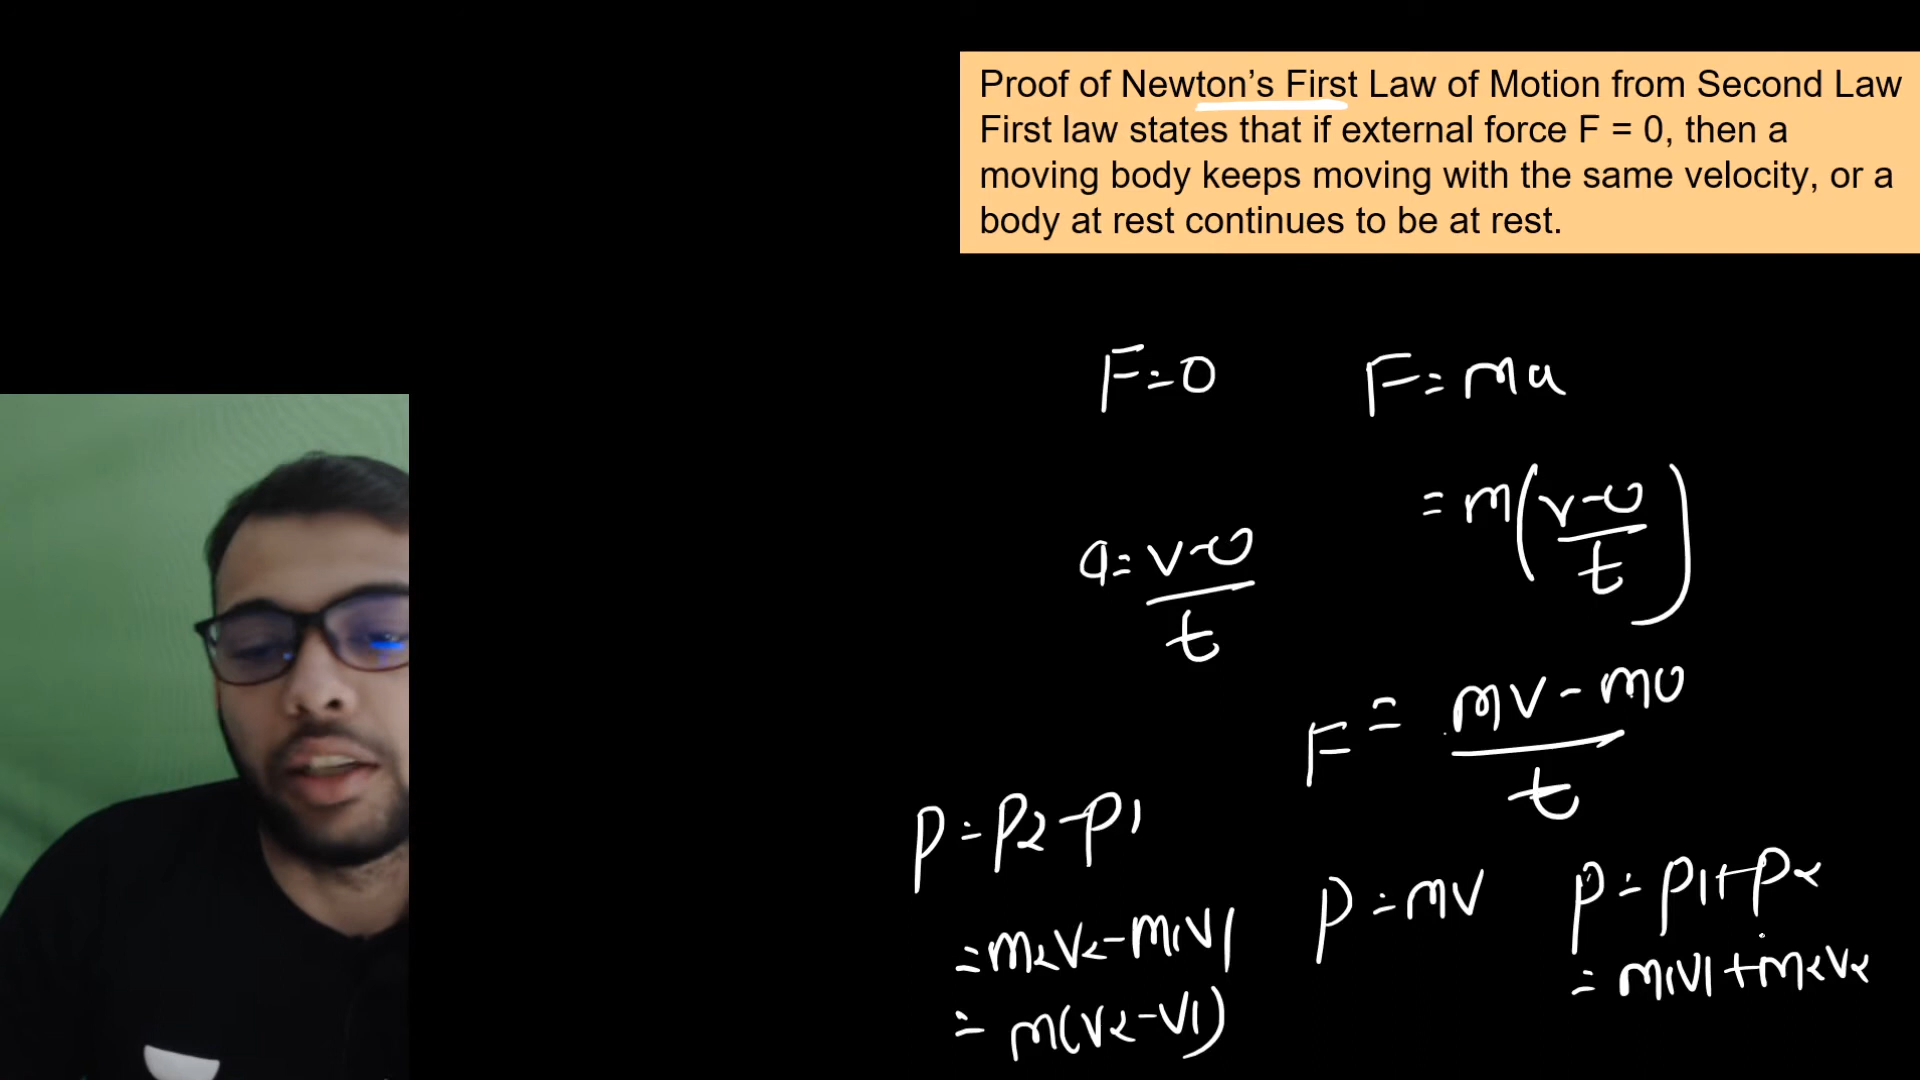 Proof of Newton’s First Law of Motion from Second Law
First law states that if external force F = 0, then a
moving body keeps moving with the same velocity, or a
body at rest continues to be at rest.
F=0
F=ma
=m(v-u/t)
a=v-u/t
F=mv-mu/t
p=p2-p1
=m2v2-m1v1
=m(v2-v1)
p=mv
p=p1+p2
=m1v1+m2v2